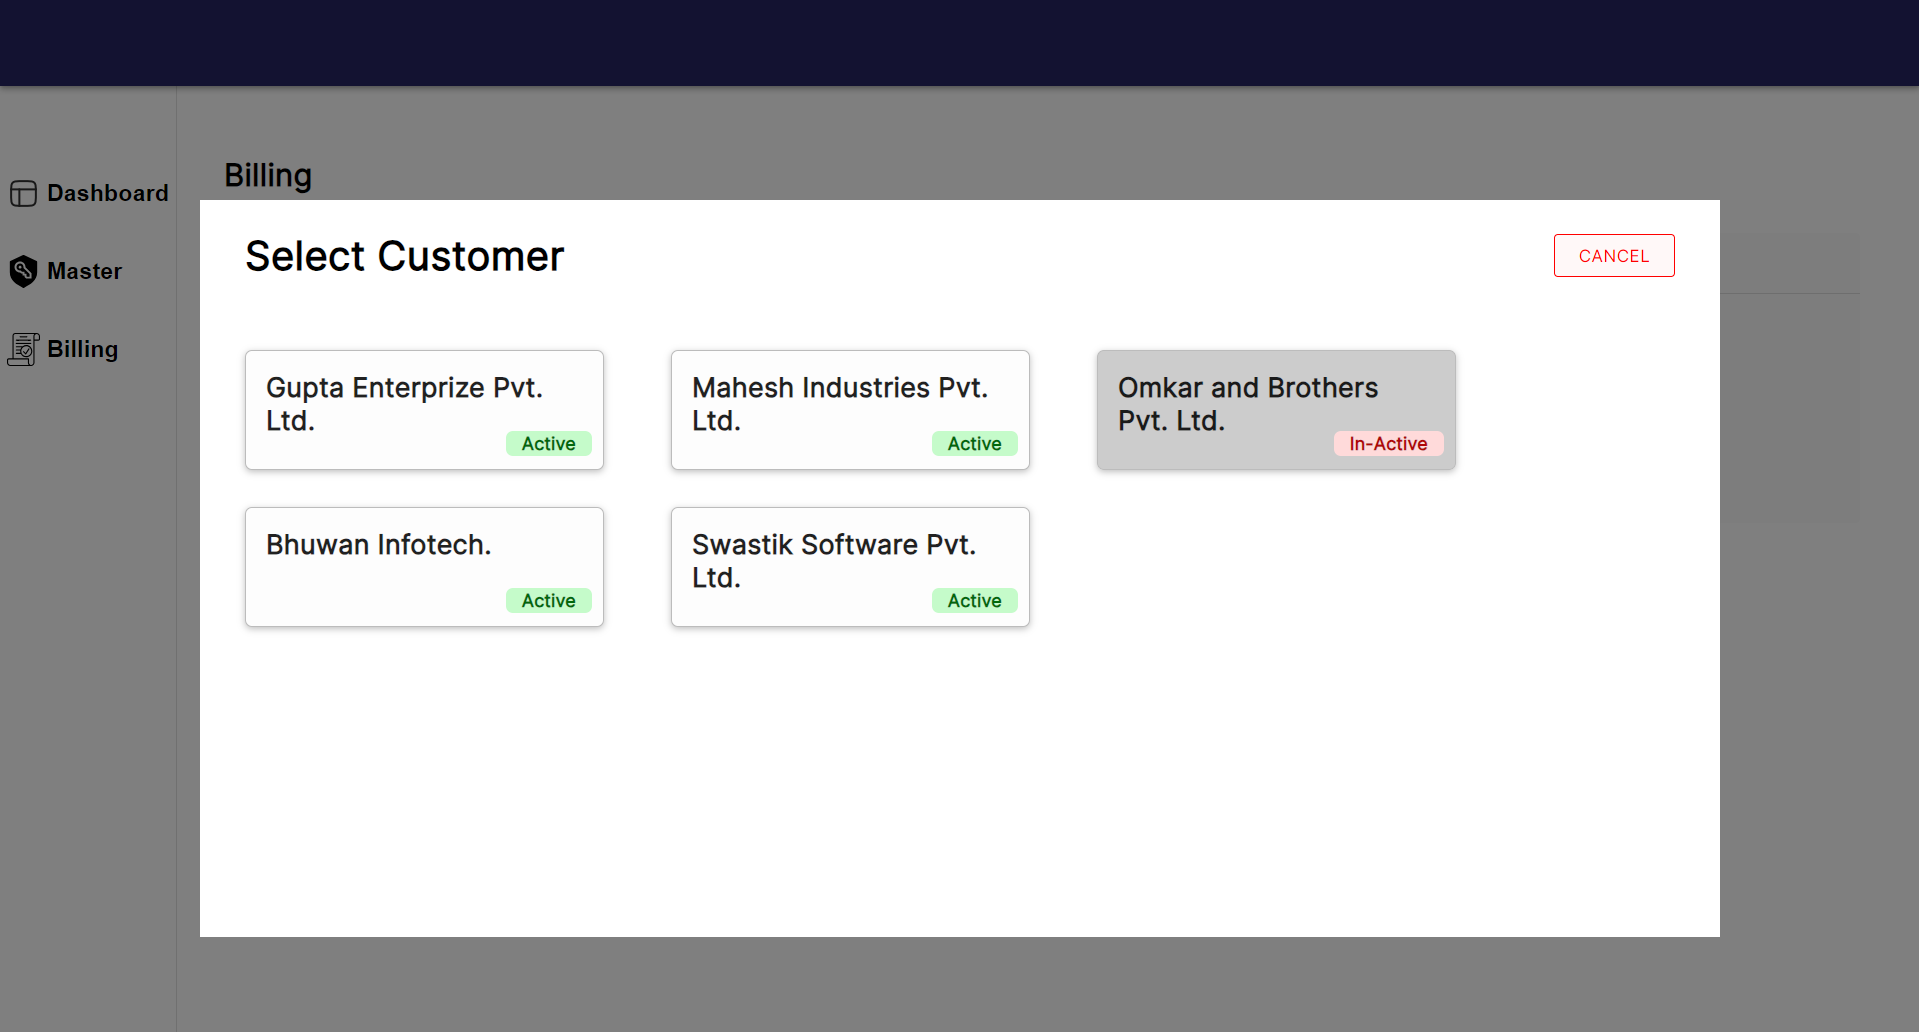 Dashboard
Master
Billing
Billing
Select Customer
CANCEL
Gupta Enterprize Pvt.
Ltd.
Active
Mahesh Industries Pvt.
Ltd.
Active
Omkar and Brothers
Pvt. Ltd.
In-Active
Bhuwan Infotech.
Active
Swastik Software Pvt.
Ltd.
Active